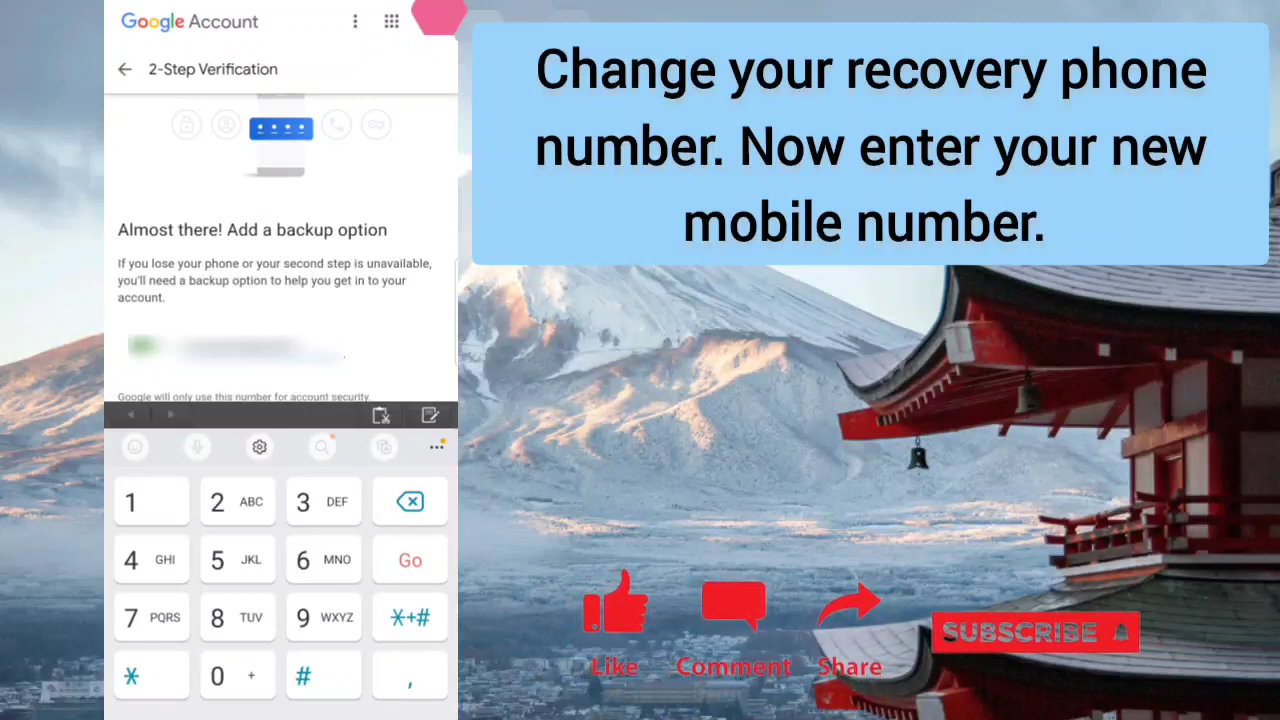 Google Account
2-Step Verification
Almost there! Add a backup option
If you lose your phone or your second step is unavailable,
you'll need a backup option to help you get in to your
account.
Google will only use this number for account security.
1
2 ABC
3 DEF
4 GHI
5 JKL
6 MNO
Go
7 PQRS
8 TUV
9 WXYZ
*+#
*
0 +
#
,
Change your recovery phone
number. Now enter your new
mobile number.
Like
Comment
Share
SUBSCRIBE